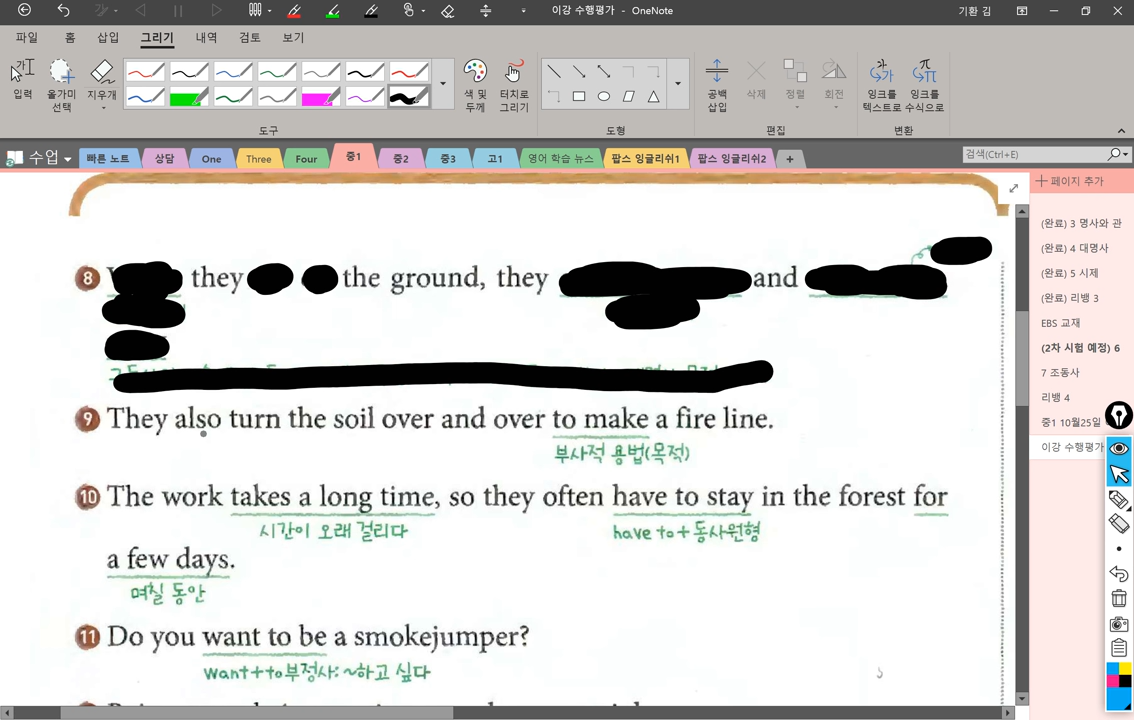 이강 수행평가 - OneNote
기환 김
파일 홈 삽입 그리기 내역 검토 보기
입력
올가미 선택
지우개
색 및 두께
터치로 그리기
공백 삽입
삭제
정렬
회전
잉크를 텍스트로
잉크를 수식으로
도구
도형
편집
변환
수업 빠른 노트 상담 One Three Four 중1 중2 중3 고1 영어 학습 뉴스 팝스 잉글리쉬1 팝스 잉글리쉬2 +
검색(Ctrl+E)
+ 페이지 추가
(완료) 3 명사와 관
(완료) 4 대명사
(완료) 5 시제
(완료) 리뱅 3
EBS 교재
(2차 시험 예정) 6
7 조동사
리뱅 4
중1 10월25일
이강 수행평가
8 they the ground, they and
9 They also turn the soil over and over to make a fire line.
부사적 용법(목적)
10 The work takes a long time, so they often have to stay in the forest for
시간이 오래 걸리다 have to+동사원형
a few days.
며칠 동안
11 Do you want to be a smokejumper?
want+to부정사: ~하고 싶다